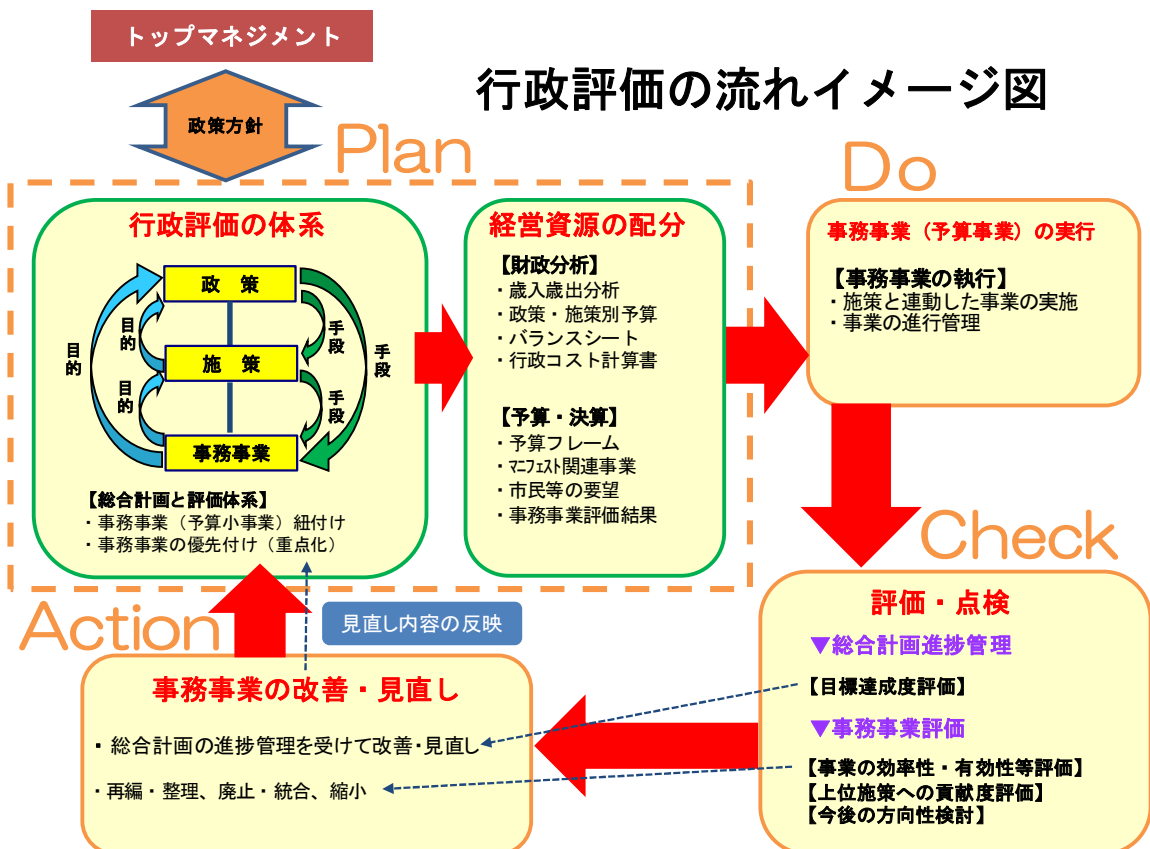 トップマネジメント
行政評価の流れイメージ図
政策方針
Plan
行政評価の体系
政　策
施　策
事務事業
目的
目的
目的
手段
手段
手段
【総合計画と評価体系】
・事務事業（予算小事業）紐付け
・事務事業の優先付け（重点化）
経営資源の配分
【財政分析】
・歳入歳出分析
・政策・施策別予算
・バランスシート
・行政コスト計算書
【予算・決算】
・予算フレーム
・ﾏﾆﾌｪｽﾄ関連事業
・市民等の要望
・事務事業評価結果
Do
事務事業（予算事業）の実行
【事務事業の執行】
・施策と連動した事業の実施
・事業の進行管理
Check
評価・点検
▼総合計画進捗管理
【目標達成度評価】
▼事務事業評価
【事業の効率性・有効性等評価】
【上位施策への貢献度評価】
【今後の方向性検討】
Action
見直し内容の反映
事務事業の改善・見直し
・総合計画の進捗管理を受けて改善・見直し
・再編・整理、廃止・統合、縮小